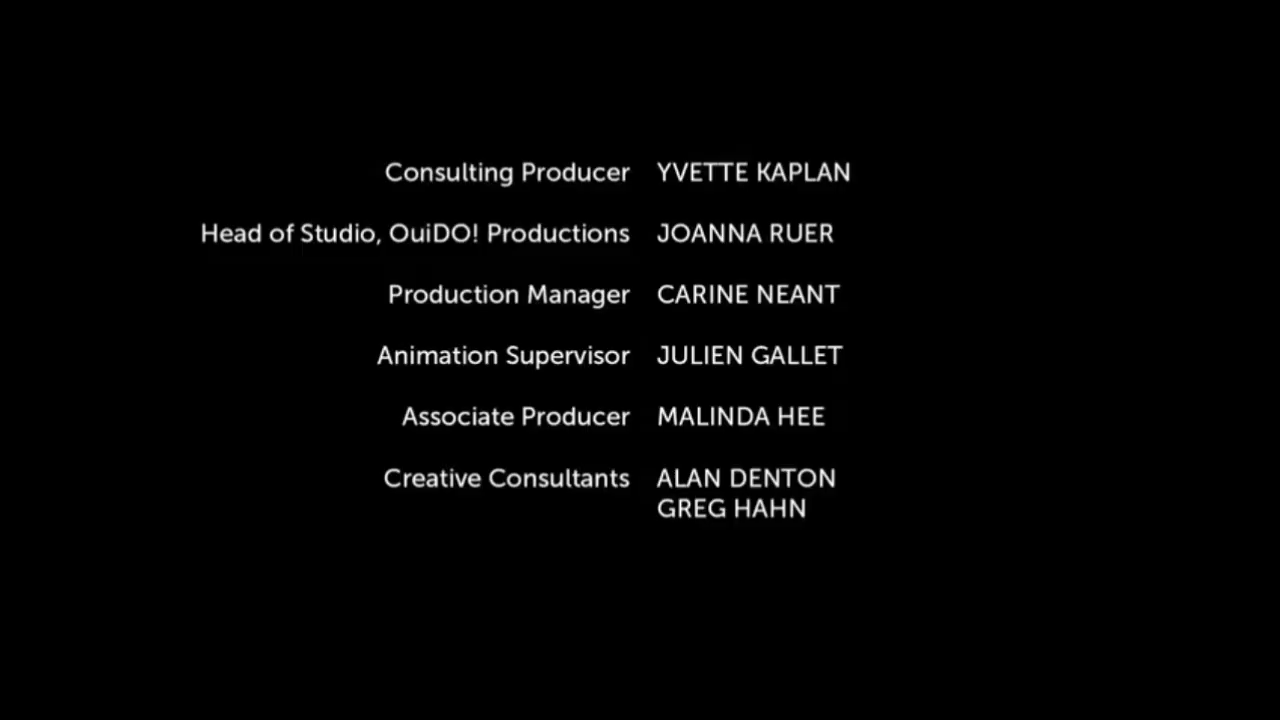 Consulting Producer YVETTE KAPLAN
Head of Studio, OuiDO! Productions JOANNA RUER
Production Manager CARINE NEANT
Animation Supervisor JULIEN GALLET
Associate Producer MALINDA HEE
Creative Consultants ALAN DENTON
GREG HAHN